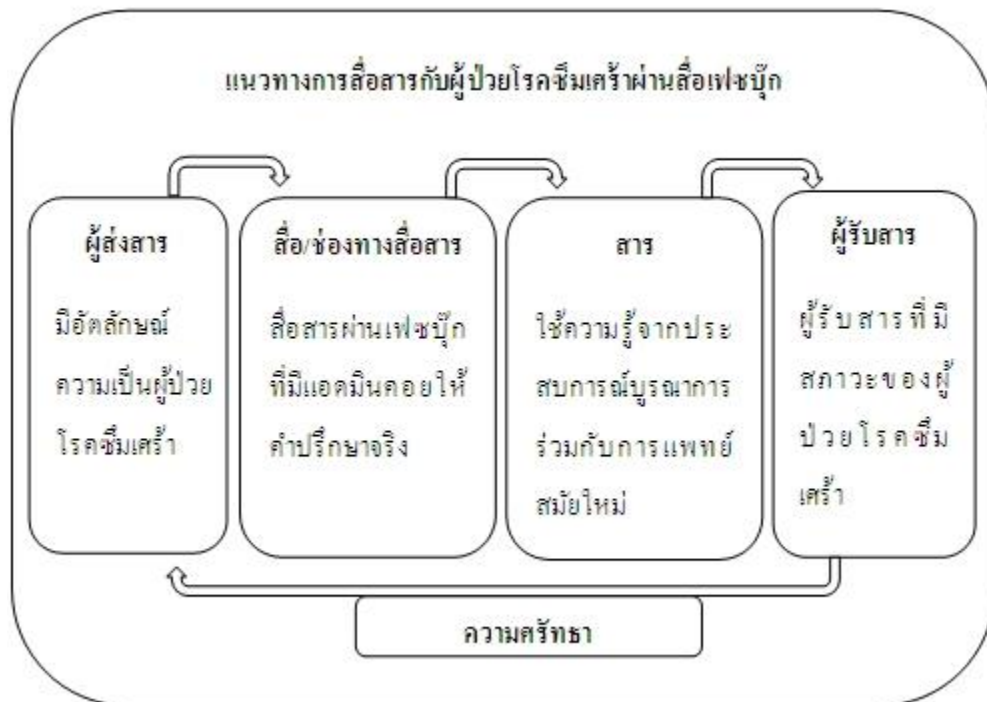 แนวทางการสื่อสารกับผู้ป่วยโรคซึมเศร้าผ่านสื่อเฟซบุ๊ก
ผู้ส่งสาร
มีอัตลักษณ์
ความเป็นผู้ป่วย
โรคซึมเศร้า
สื่อ/ช่องทางสื่อสาร
สื่อสารผ่านเฟซบุ๊ก
ที่มีแอดมินคอยให้
คำปรึกษาจริง
สาร
ใช้ความรู้จากประ
สบการณ์บูรณาการ
ร่วมกับการแพทย์
สมัยใหม่
ผู้รับสาร
ผู้รับสารที่มี
สภาวะของผู้
ป่วยโรคซึม
เศร้า
ความศรัทธา